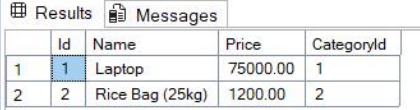 Results Messages
Id Name Price CategoryId
1 1 Laptop 75000.00 1
2 2 Rice Bag (25kg) 1200.00 2